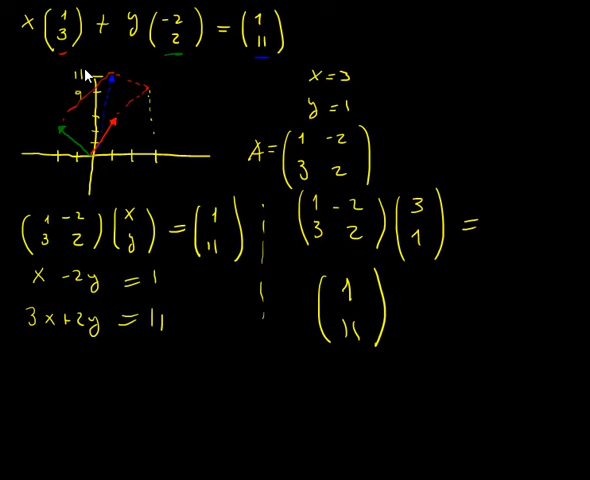 x (1 3) + y (-2 2) = (1 11)
11
9
x = 3
y = 1
A = (1 -2
3 2)
(1 -2
3 2) (x y) = (1 11)
(1 -2
3 2) (3 1) =
x - 2y = 1
3x + 2y = 11
(1 11)